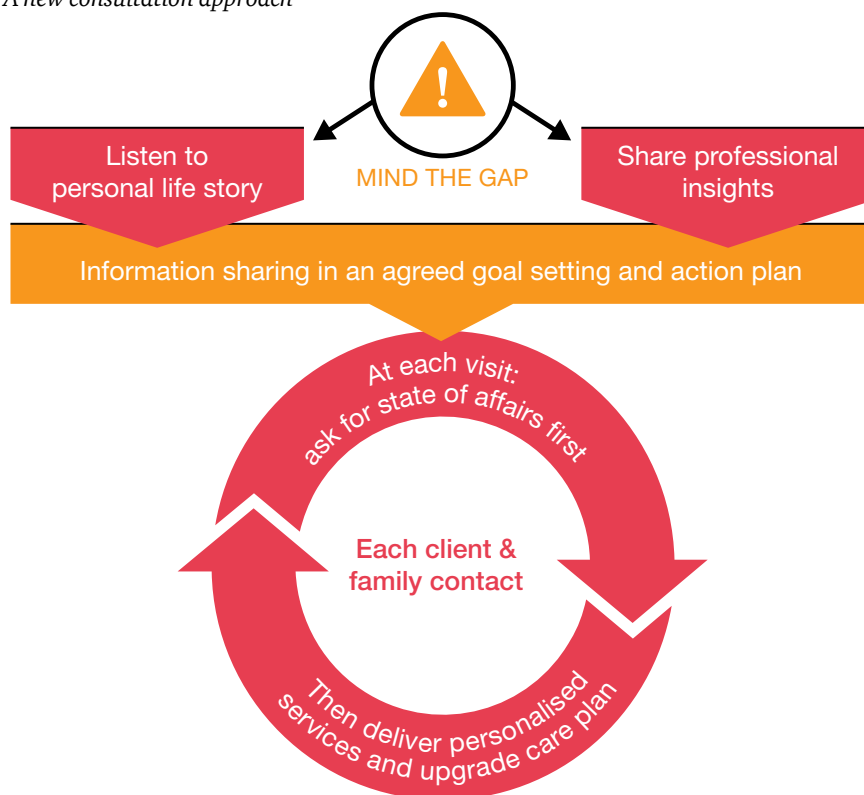 A new consultation approach
Listen to
personal life story
MIND THE GAP
Share professional
insights
Information sharing in an agreed goal setting and action plan
At each visit:
ask for state of affairs first
Each client &
family contact
Then deliver personalised
services and upgrade care plan